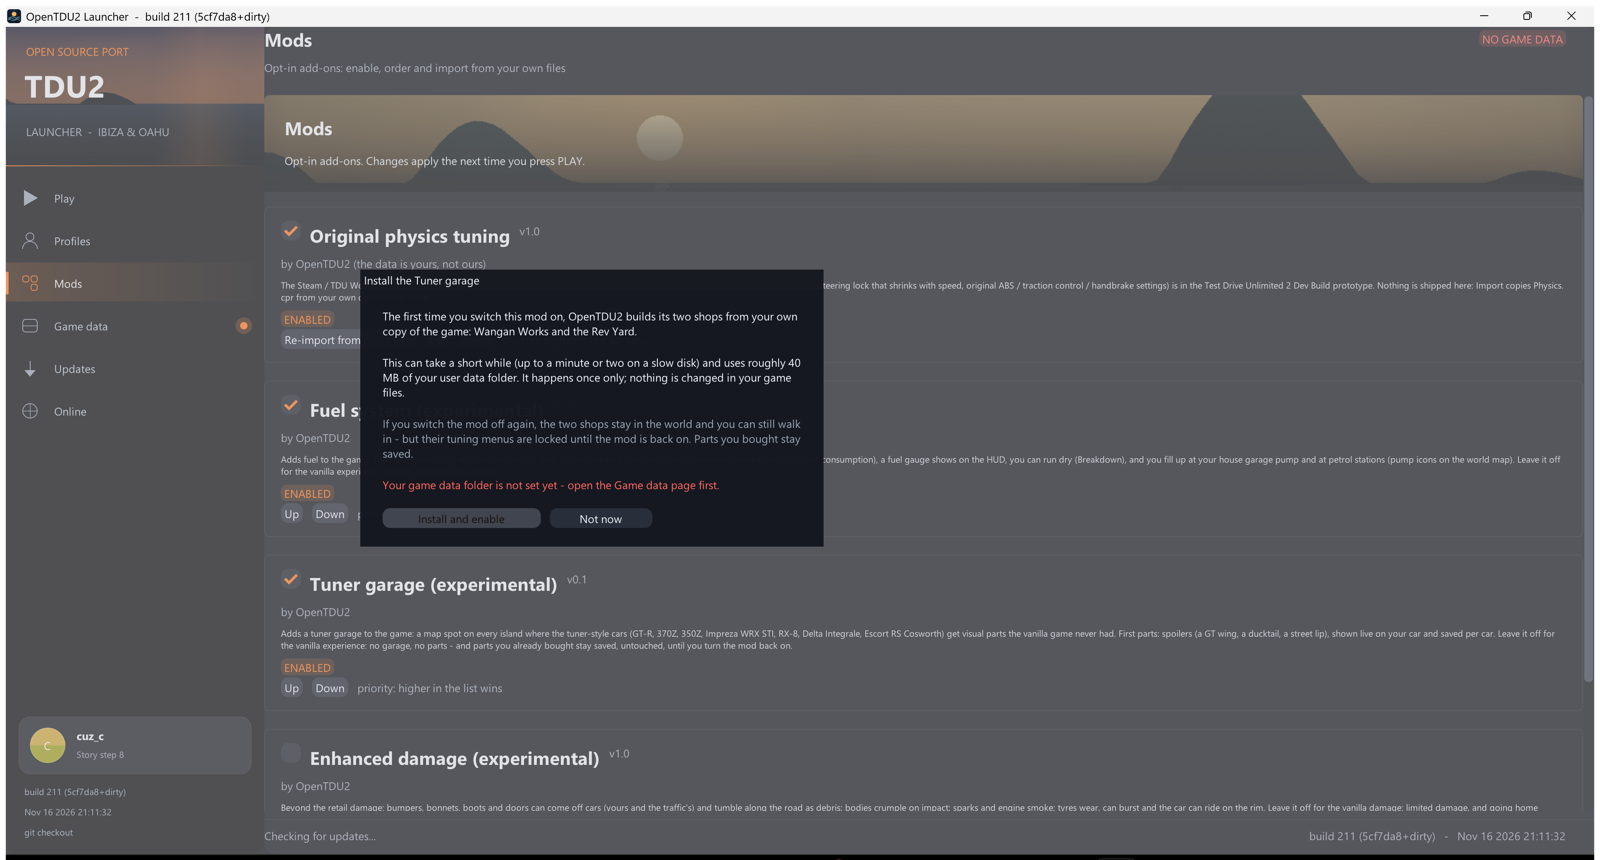 OpenTDU2 Launcher - build 211 (5cf7da8+dirty)
OPEN SOURCE PORT
TDU2
LAUNCHER - IBIZA & OAHU
Play
Profiles
Mods
Game data
Updates
Online
C
cuz_c
Story step 8
build 211 (5cf7da8+dirty)
Nov 16 2026 21:11:32
git checkout
Mods
NO GAME DATA
Opt-in add-ons: enable, order and import from your own files
Mods
Opt-in add-ons. Changes apply the next time you press PLAY.
Original physics tuning v1.0
by OpenTDU2 (the data is yours, not ours)
The Steam / TDU Wo
teering lock that shrinks with speed, original ABS / traction control / handbrake settings) is in the Test Drive Unlimited 2 Dev Build prototype. Nothing is shipped here: Import copies Physics.
cpr from your own
ENABLED
Re-import from
Install the Tuner garage
The first time you switch this mod on, OpenTDU2 builds its two shops from your own
copy of the game: Wangan Works and the Rev Yard.
This can take a short while (up to a minute or two on a slow disk) and uses roughly 40
MB of your user data folder. It happens once only; nothing is changed in your game
files.
If you switch the mod off again, the two shops stay in the world and you can still walk
in - but their tuning menus are locked until the mod is back on. Parts you bought stay
saved.
Your game data folder is not set yet - open the Game data page first.
Install and enable
Not now
Fuel system (experimental)
by OpenTDU2
Adds fuel to the gam
consumption), a fuel gauge shows on the HUD, you can run dry (Breakdown), and you fill up at your house garage pump and at petrol stations (pump icons on the world map). Leave it off
for the vanilla experi
ENABLED
Up Down
Tuner garage (experimental) v0.1
by OpenTDU2
Adds a tuner garage to the game: a map spot on every island where the tuner-style cars (GT-R, 370Z, 350Z, Impreza WRX STI, RX-8, Delta Integrale, Escort RS Cosworth) get visual parts the vanilla game never had. First parts: spoilers (a GT wing, a ducktail, a street lip), shown live on your car and saved per car. Leave it off for
the vanilla experience: no garage, no parts - and parts you already bought stay saved, untouched, until you turn the mod back on.
ENABLED
Up Down priority: higher in the list wins
Enhanced damage (experimental) v1.0
by OpenTDU2
Beyond the retail damage: bumpers, bonnets, boots and doors can come off cars (yours and the traffic's) and tumble along the road as debris; bodies crumple on impact; sparks and engine smoke; tyres wear, can burst and the car can ride on the rim. Leave it off for the vanilla damage: limited damage, and going home
Checking for updates...
build 211 (5cf7da8+dirty) - Nov 16 2026 21:11:32